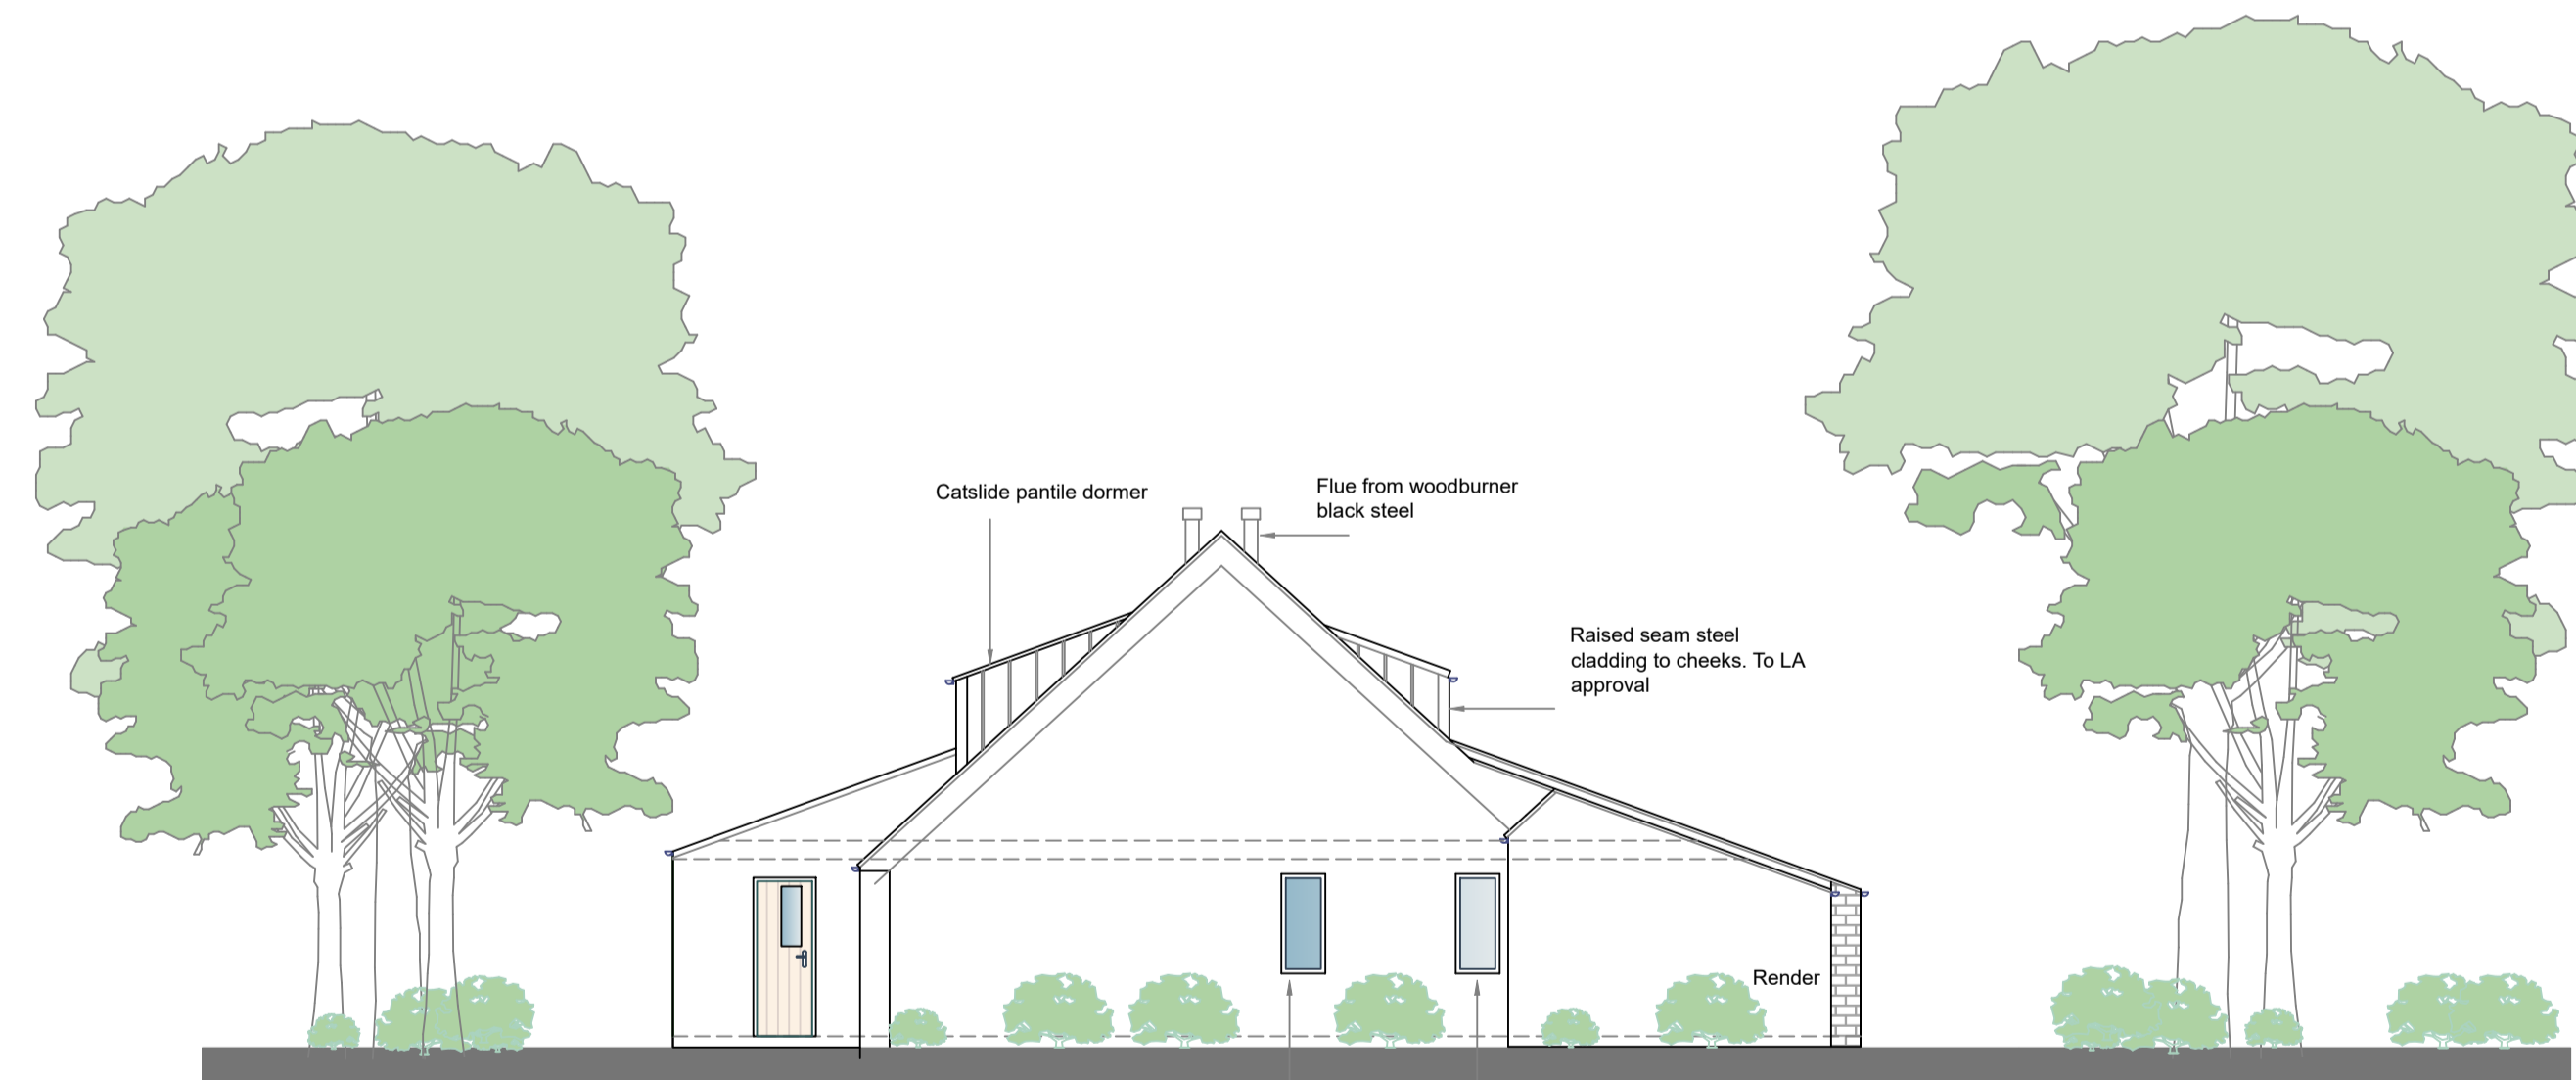 Catslide pantile dormer
Flue from woodburner
black steel
Raised seam steel
cladding to cheeks. To LA
approval
Render